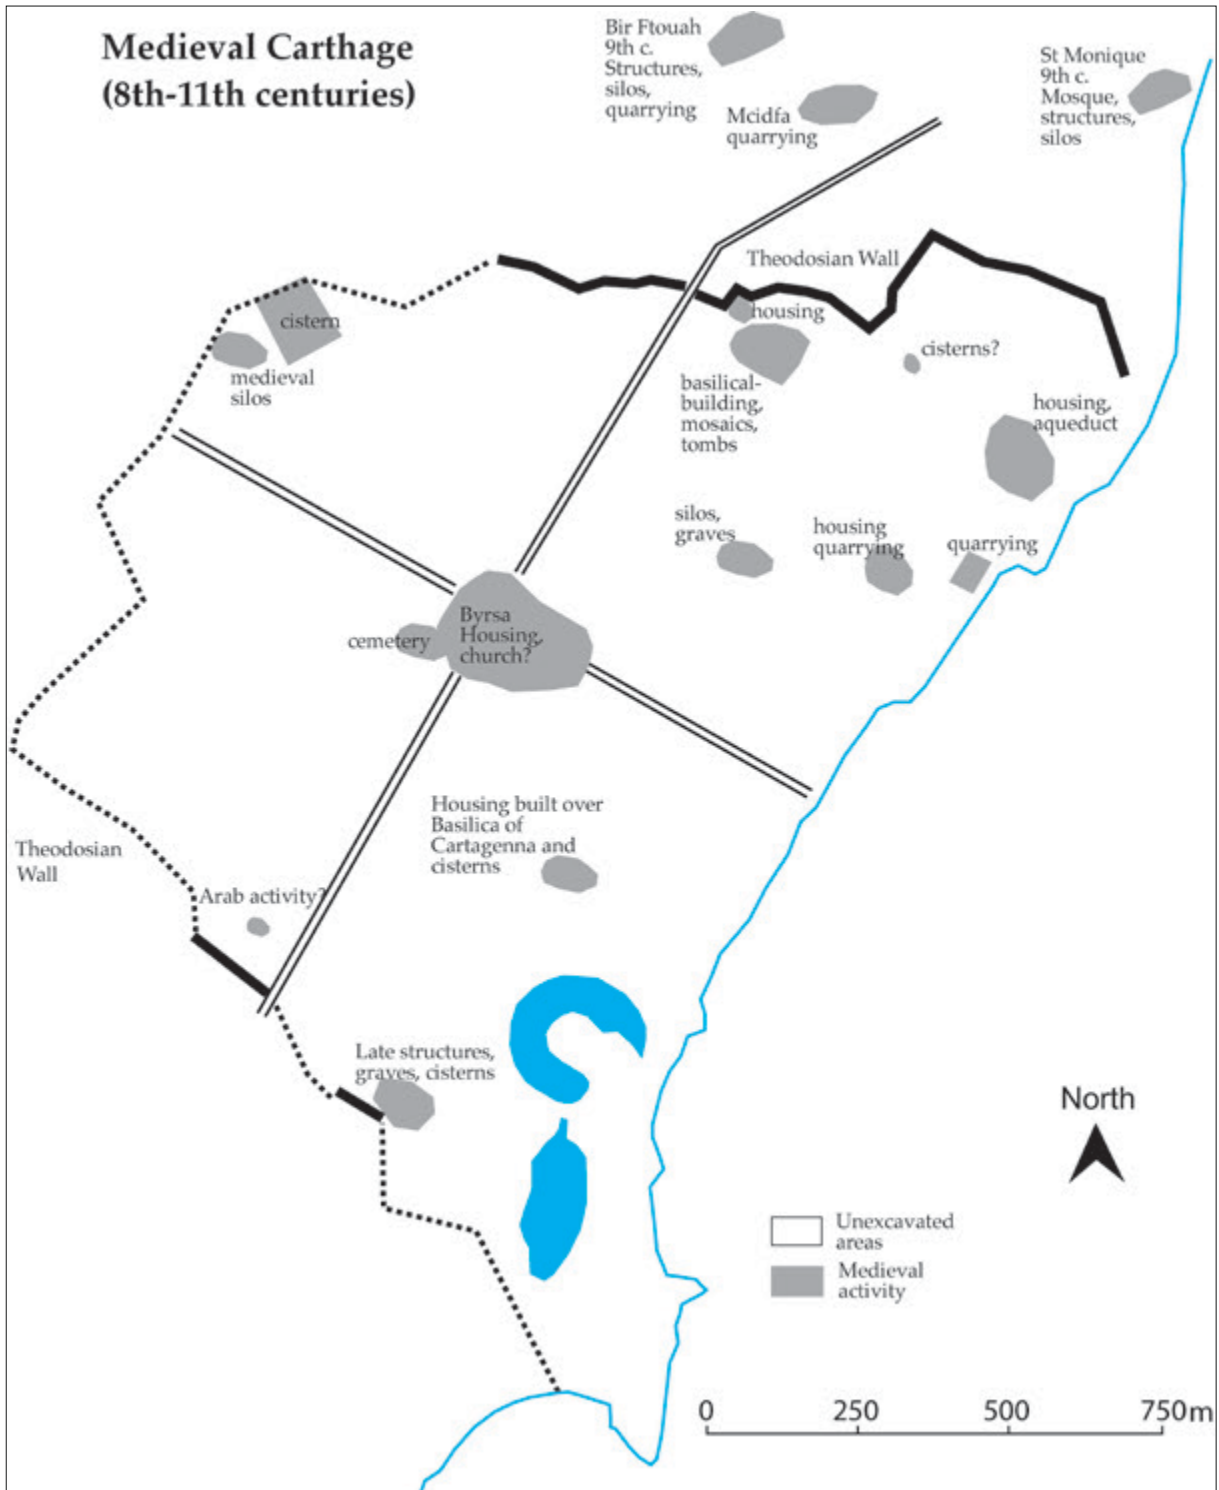 Medieval Carthage
(8th-11th centuries)
Bir Ftouah
9th c.
Structures,
silos,
quarrying
Mcidfa
quarrying
St Monique
9th c.
Mosque,
structures,
silos
Theodosian Wall
housing
cistern
medieval
silos
basilical-
building,
mosaics,
tombs
cisterns?
housing,
aqueduct
silos,
graves
housing
quarrying
quarrying
cemetery
Byrsa
Housing,
church?
Housing built over
Basilica of
Cartagenna and
cisterns
Theodosian
Wall
Arab activity?
Late structures,
graves, cisterns
North
Unexcavated
areas
Medieval
activity
0 250 500 750m